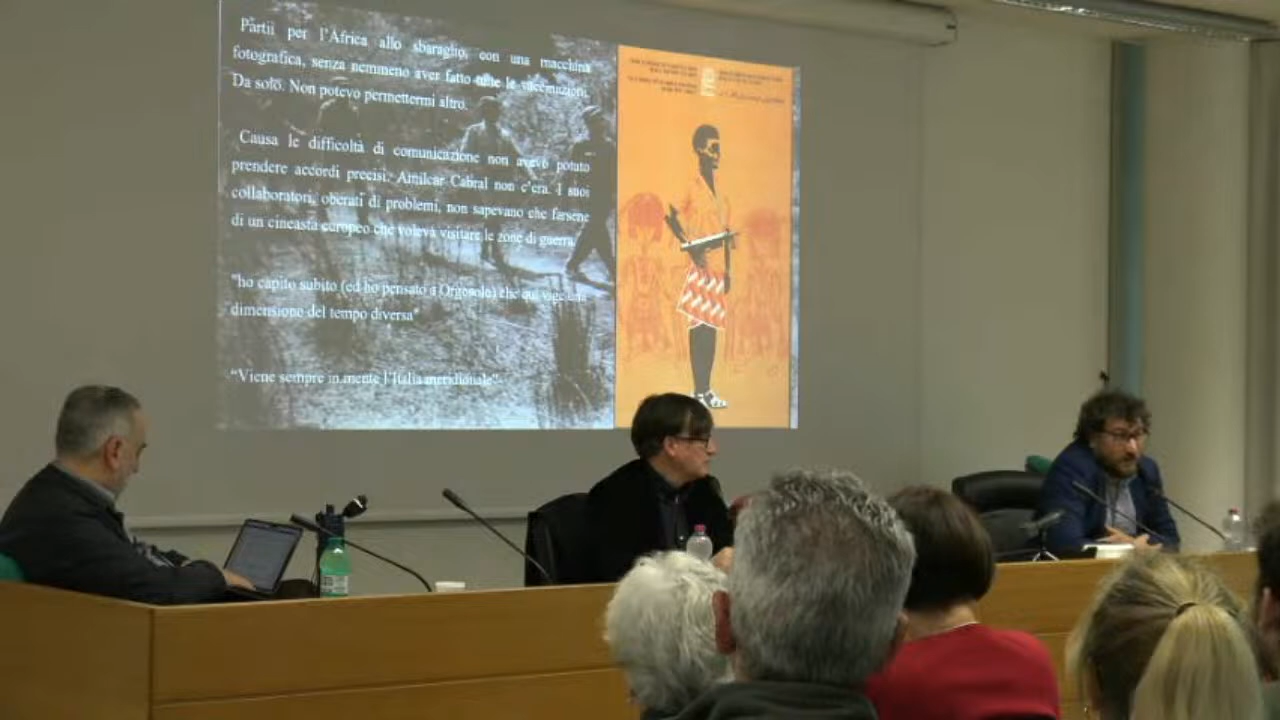 Partii per l'Africa allo sbaraglio, con una macchina
fotografica, senza nemmeno aver fatto tutte le vaccinazioni.
Da solo. Non potevo permettermi altro.
Causa le difficoltà di comunicazione non avevo potuto
prendere accordi precisi. Amilcar Cabral non c'era. I suoi
collaboratori, oberati di problemi, non sapevano che farsene
di un cineasta europeo che voleva visitare le zone di guerra.
"ho capito subito (ed ho pensato a Orgosolo) che qui vige una
dimensione del tempo diversa"
"Viene sempre in mente l'Italia meridionale"